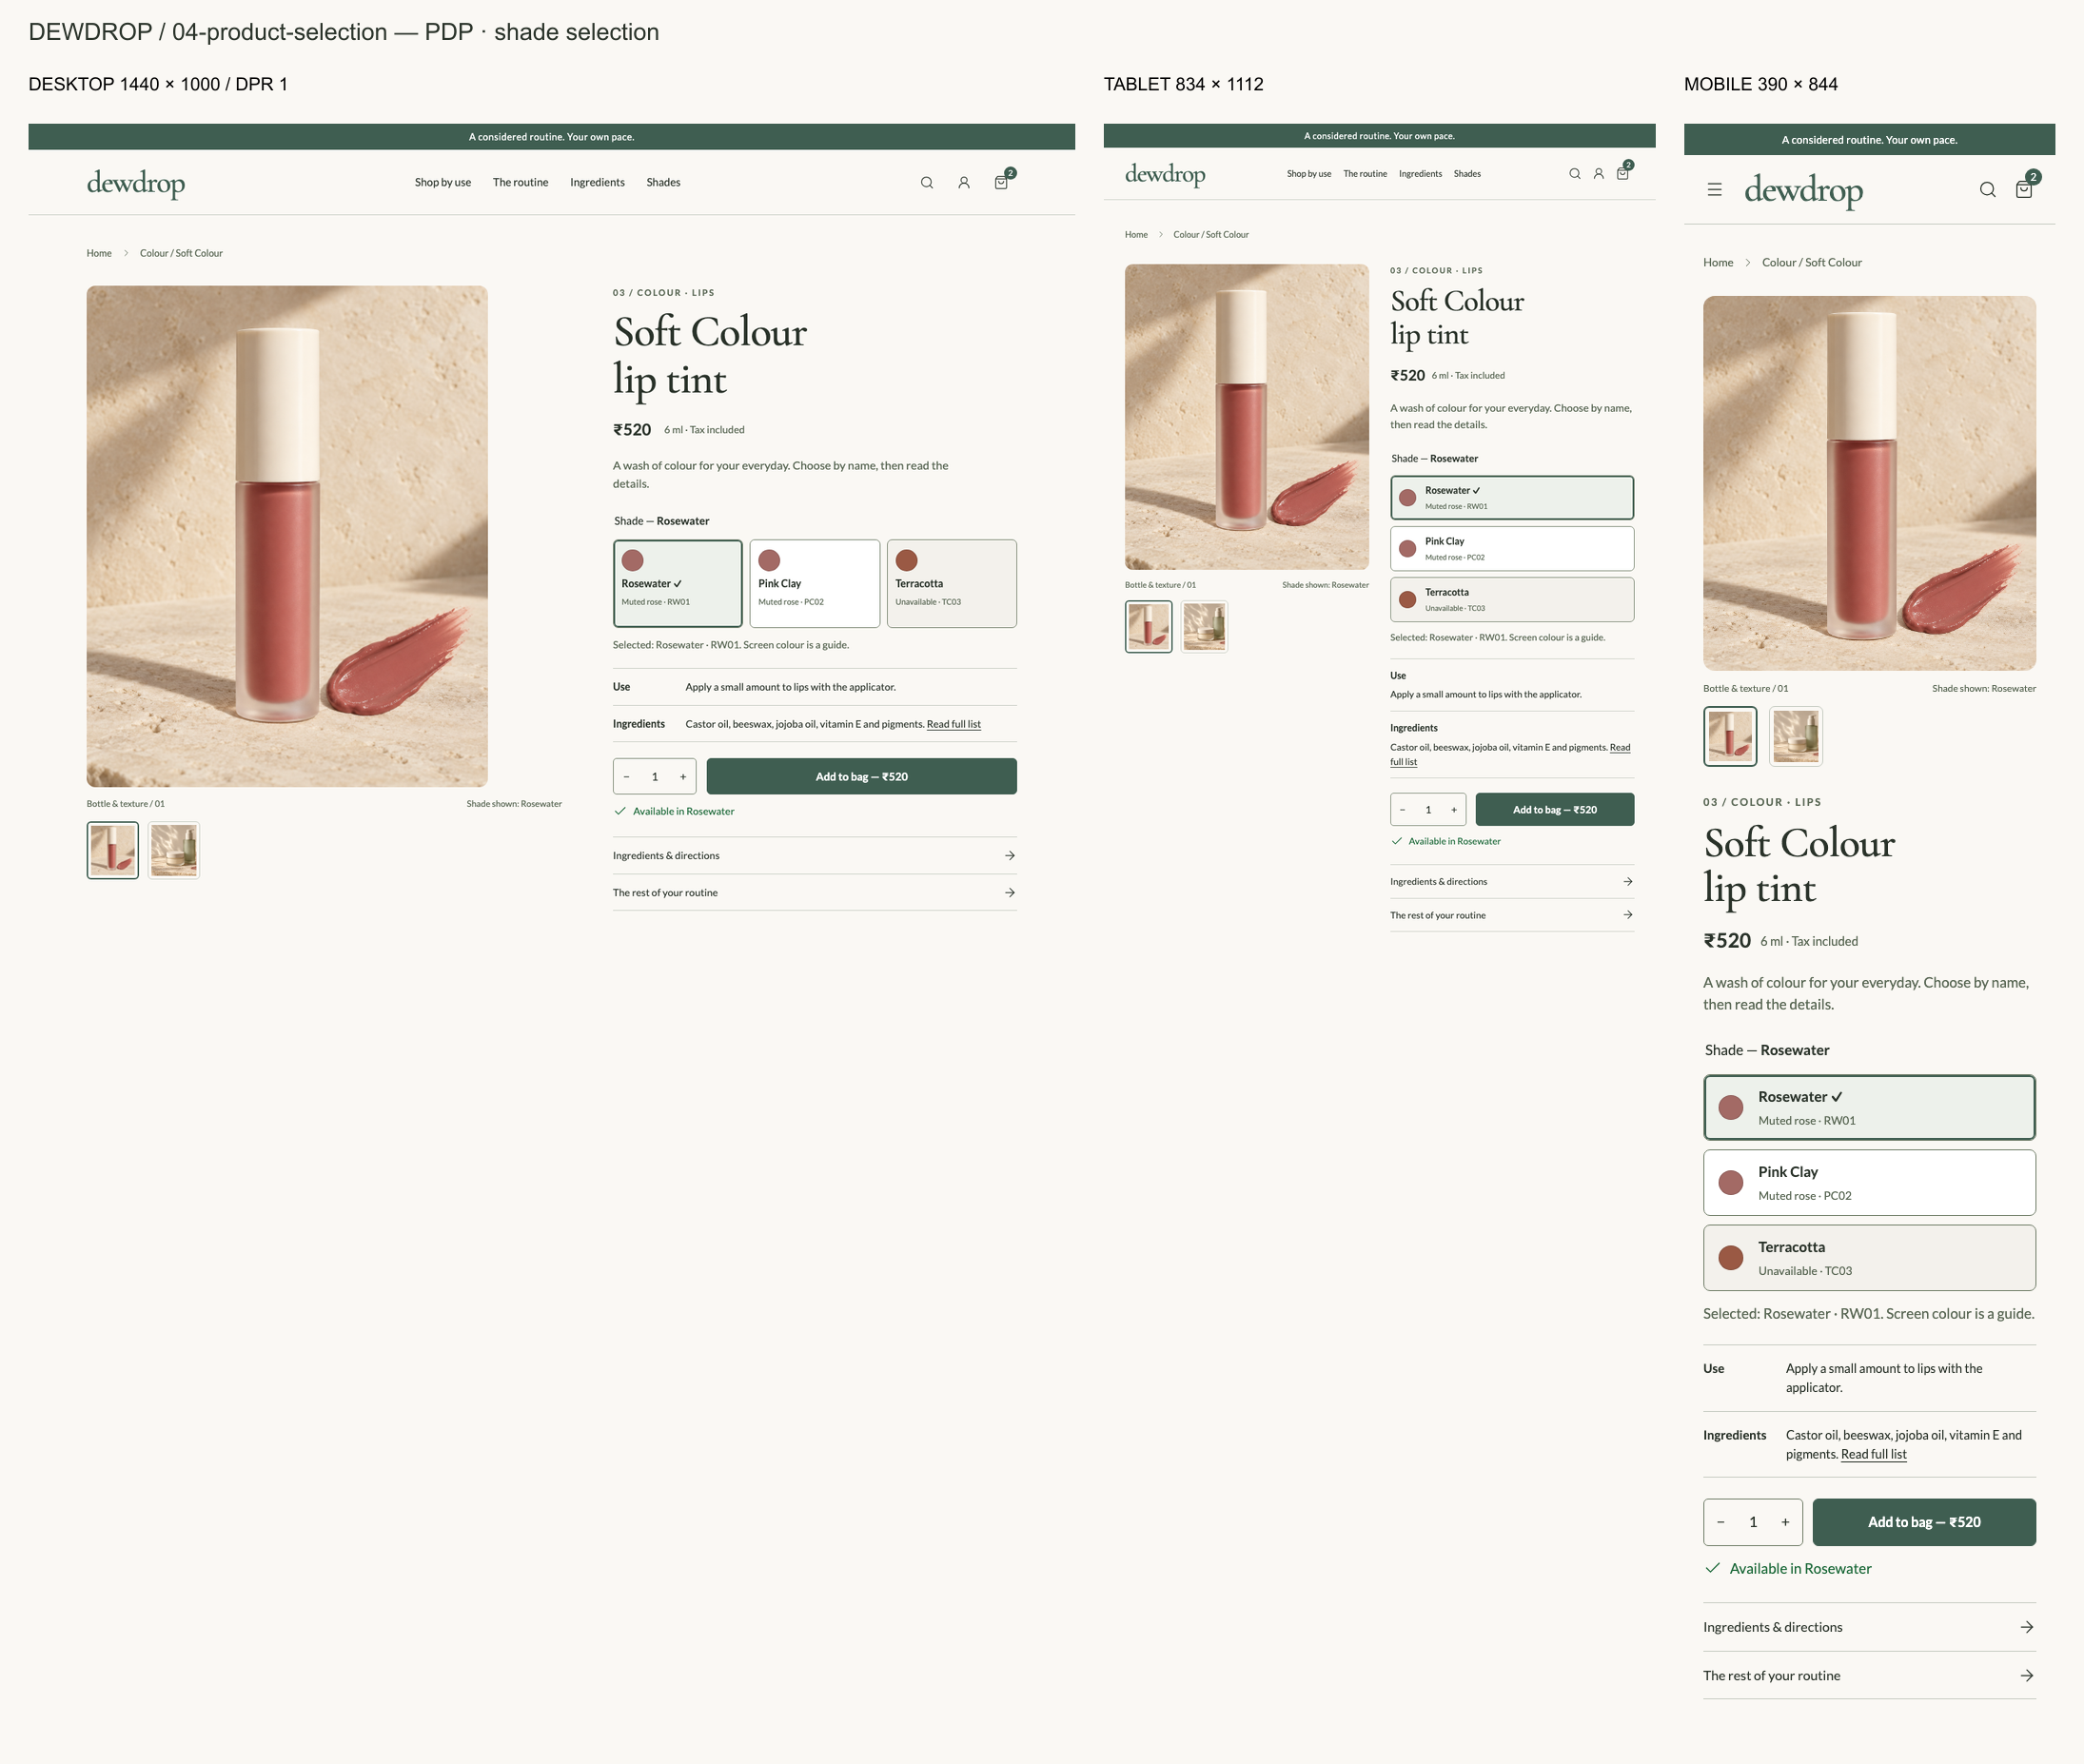 DEWDROP / 04-product-selection — PDP · shade selection
DESKTOP 1440 × 1000 / DPR 1
A considered routine. Your own pace.
dewdrop
Shop by use
The routine
Ingredients
Shades
2
Home
Colour / Soft Colour
Bottle & texture / 01
Shade shown: Rosewater
03 / COLOUR · LIPS
Soft Colour
lip tint
₹520 6 ml · Tax included
A wash of colour for your everyday. Choose by name, then read the
details.
Shade — Rosewater
Rosewater ✓
Muted rose · RW01
Pink Clay
Muted rose · PC02
Terracotta
Unavailable · TC03
Selected: Rosewater · RW01. Screen colour is a guide.
Use Apply a small amount to lips with the applicator.
Ingredients Castor oil, beeswax, jojoba oil, vitamin E and pigments. Read full list
− 1 +
Add to bag — ₹520
Available in Rosewater
Ingredients & directions
The rest of your routine
TABLET 834 × 1112
A considered routine. Your own pace.
dewdrop
Shop by use
The routine
Ingredients
Shades
2
Home
Colour / Soft Colour
Bottle & texture / 01
Shade shown: Rosewater
03 / COLOUR · LIPS
Soft Colour
lip tint
₹520 6 ml · Tax included
A wash of colour for your everyday. Choose by name,
then read the details.
Shade — Rosewater
Rosewater ✓
Muted rose · RW01
Pink Clay
Muted rose · PC02
Terracotta
Unavailable · TC03
Selected: Rosewater · RW01. Screen colour is a guide.
Use
Apply a small amount to lips with the applicator.
Ingredients
Castor oil, beeswax, jojoba oil, vitamin E and pigments. Read
full list
− 1 +
Add to bag — ₹520
Available in Rosewater
Ingredients & directions
The rest of your routine
MOBILE 390 × 844
A considered routine. Your own pace.
dewdrop
2
Home
Colour / Soft Colour
Bottle & texture / 01
Shade shown: Rosewater
03 / COLOUR · LIPS
Soft Colour
lip tint
₹520 6 ml · Tax included
A wash of colour for your everyday. Choose by name,
then read the details.
Shade — Rosewater
Rosewater ✓
Muted rose · RW01
Pink Clay
Muted rose · PC02
Terracotta
Unavailable · TC03
Selected: Rosewater · RW01. Screen colour is a guide.
Use Apply a small amount to lips with the
applicator.
Ingredients Castor oil, beeswax, jojoba oil, vitamin E and
pigments. Read full list
− 1 +
Add to bag — ₹520
Available in Rosewater
Ingredients & directions
The rest of your routine